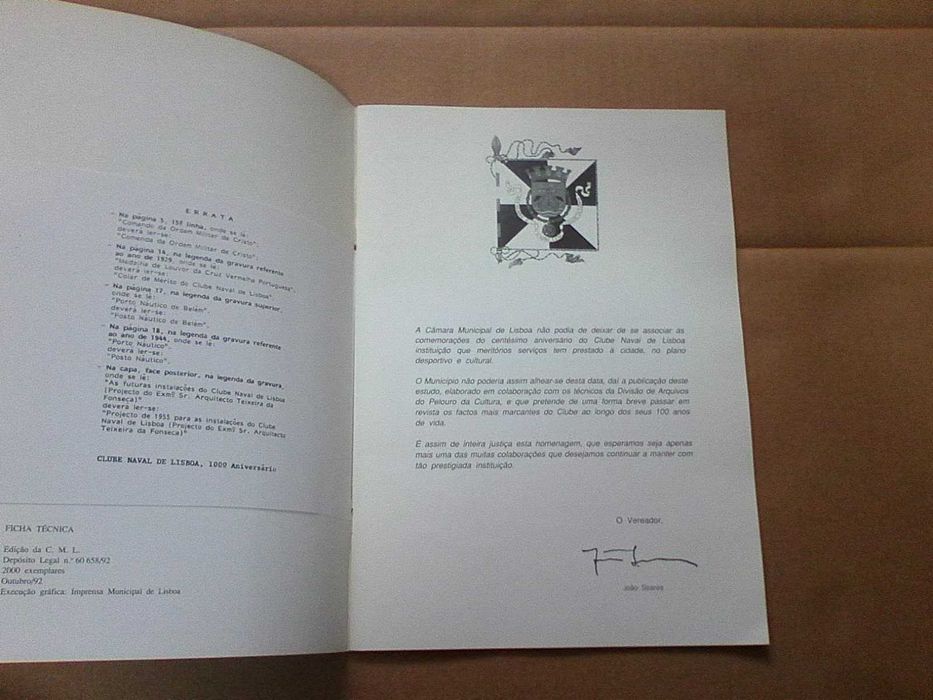 ERRATA
- Na página 5, 15ª linha, onde se lê:
"Comando da Ordem Militar de Cristo";
deverá ler-se:
"Comenda da Ordem Militar de Cristo";
- Na página 14, na legenda da gravura referente
ao ano de 1929, onde se lê:
"Medalha de Louvor da Cruz Vermelha Portuguesa",
deverá ler-se:
"Colar de Mérito do Clube Naval de Lisboa".
- Na página 17, na legenda da gravura superior,
onde se lê:
"Porto Náutico de Belém",
deverá ler-se:
"Posto Náutico de Belém".
- Na página 18, na legenda da gravura referente
ao ano de 1944, onde se lê:
"Porto Náutico";
deverá ler-se:
"Posto Náutico".
- Na capa, face posterior, na legenda da gravura,
onde se lê:
"As futuras instalações do Clube Naval de Lisboa
(Projecto do Exmº Sr. Arquitecto Teixeira da
Fonseca)"
deverá ler-se:
"Projecto de 1955 para as instalações do Clube
Naval de Lisboa (Projecto do Exmº Sr. Arquitecto
Teixeira da Fonseca)"
CLUBE NAVAL DE LISBOA, 100º Aniversário
FICHA TÉCNICA
Edição da C. M. L.
Depósito Legal n.º 60 658/92
2000 exemplares
Outubro/92
Execução gráfica: Imprensa Municipal de Lisboa
A Câmara Municipal de Lisboa não podia de deixar de se associar às
comemorações do centésimo aniversário do Clube Naval de Lisboa
instituição que meritórios serviços tem prestado à cidade, no plano
desportivo e cultural.
O Município não poderia assim alhear-se desta data, daí a publicação deste
estudo, elaborado em colaboração com os técnicos da Divisão de Arquivos
do Pelouro da Cultura, e que pretende de uma forma breve passar em
revista os factos mais marcantes do Clube ao longo dos seus 100 anos
de vida.
É assim de inteira justiça esta homenagem, que esperamos seja apenas
mais uma das muitas colaborações que desejamos continuar a manter com
tão prestigiada instituição.
O Vereador,
João Soares